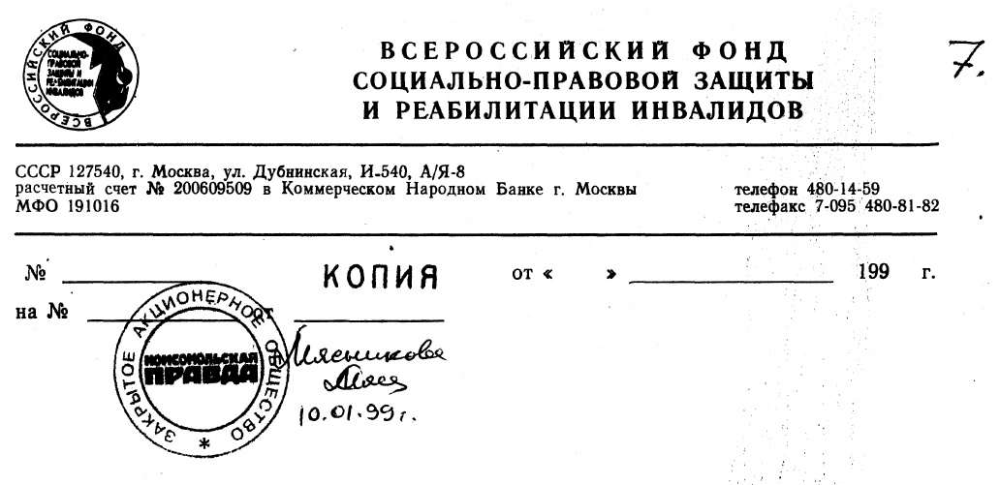 ВСЕРОССИЙСКИЙ ФОНД
СОЦИАЛЬНО-
ПРАВОВОЙ
ЗАЩИТЫ И
РЕАБИЛИТАЦИИ
ИНВАЛИДОВ
ВСЕРОССИЙСКИЙ ФОНД
СОЦИАЛЬНО-ПРАВОВОЙ ЗАЩИТЫ
И РЕАБИЛИТАЦИИ ИНВАЛИДОВ
7.
СССР 127540, г. Москва, ул. Дубнинская, И-540, А/Я-8
расчетный счет № 200609509 в Коммерческом Народном Банке г. Москвы
МФО 191016
телефон 480-14-59
телефакс 7-095 480-81-82
№ КОПИЯ от « » 199 г.
на № от
ЗАКРЫТОЕ АКЦИОНЕРНОЕ ОБЩЕСТВО *
КОМСОМОЛЬСКАЯ
ПРАВДА
Мясникова
10.01.99г.